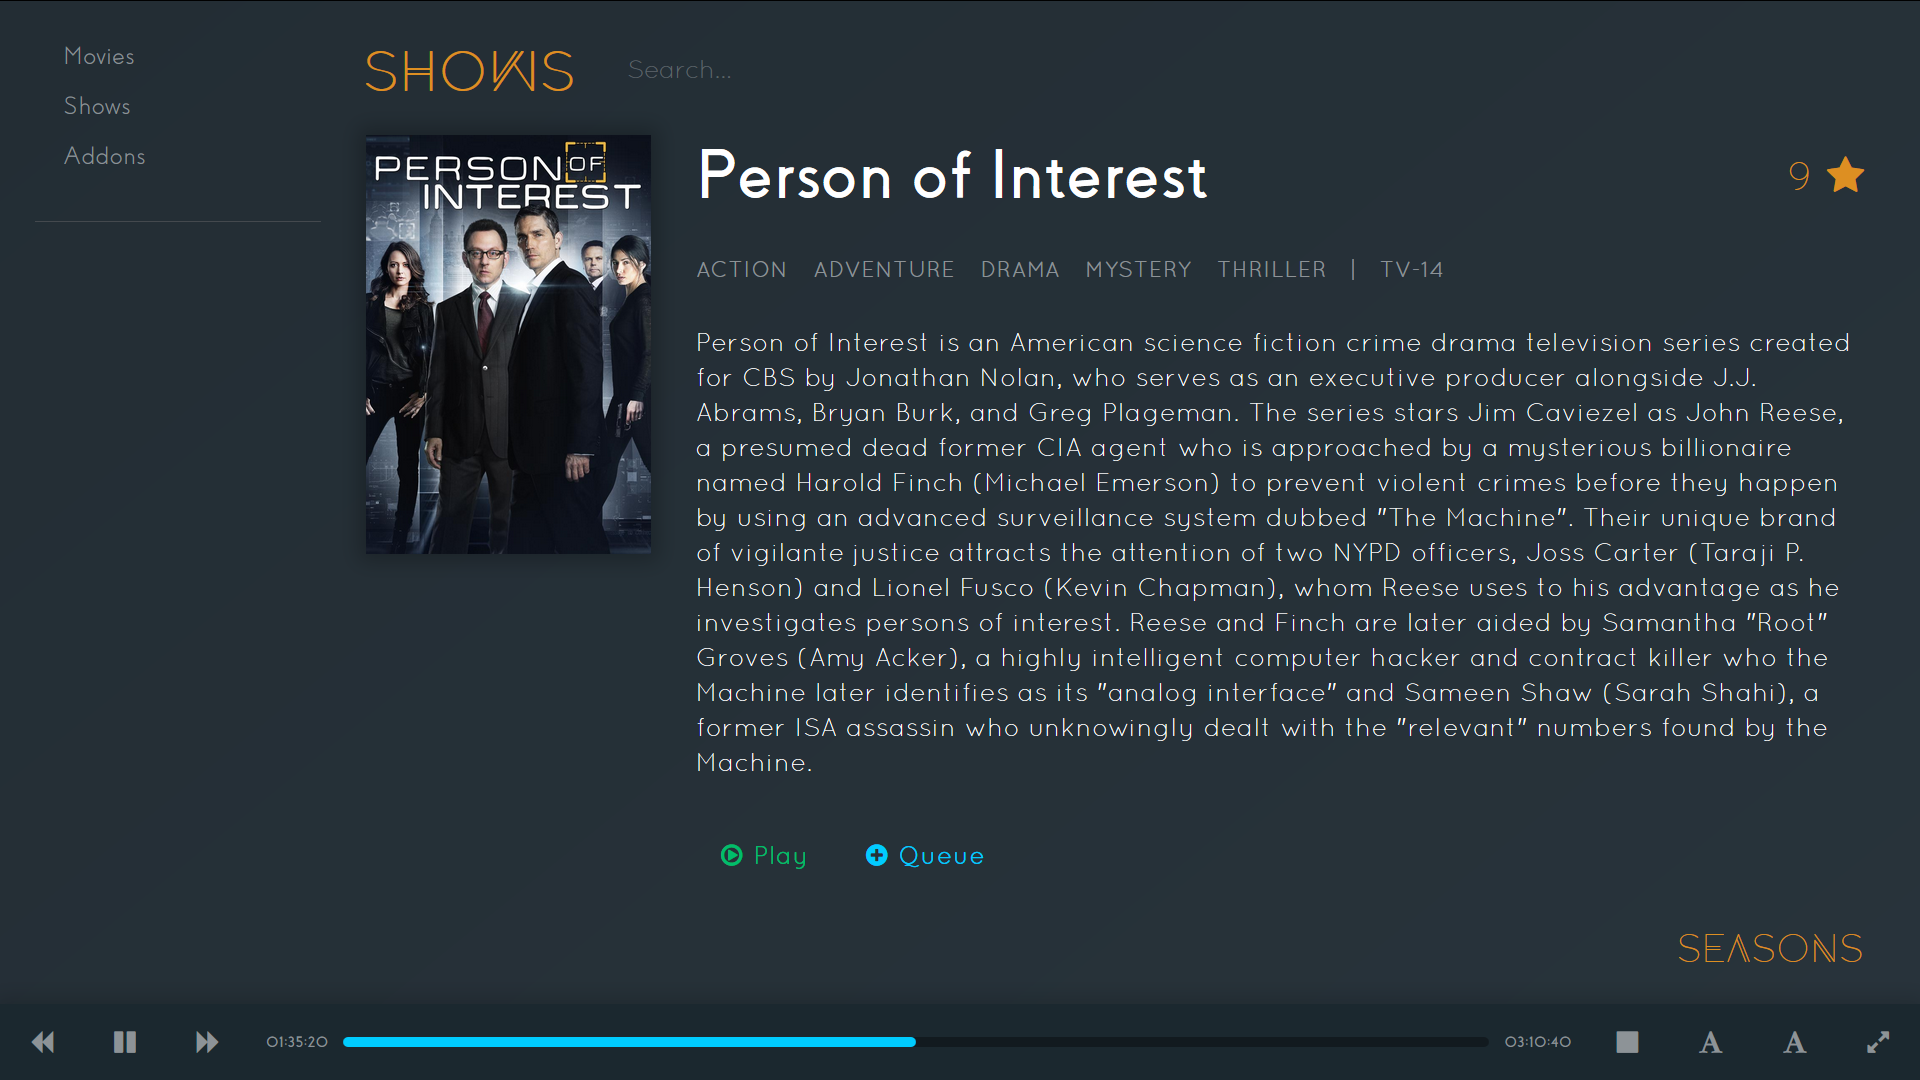 Movies
Shows
Addons
SHOWS
Search...
PERSON OF
INTEREST
Person of Interest
9
ACTION ADVENTURE DRAMA MYSTERY THRILLER | TV-14
Person of Interest is an American science fiction crime drama television series created
for CBS by Jonathan Nolan, who serves as an executive producer alongside J.J.
Abrams, Bryan Burk, and Greg Plageman. The series stars Jim Caviezel as John Reese,
a presumed dead former CIA agent who is approached by a mysterious billionaire
named Harold Finch (Michael Emerson) to prevent violent crimes before they happen
by using an advanced surveillance system dubbed "The Machine". Their unique brand
of vigilante justice attracts the attention of two NYPD officers, Joss Carter (Taraji P.
Henson) and Lionel Fusco (Kevin Chapman), whom Reese uses to his advantage as he
investigates persons of interest. Reese and Finch are later aided by Samantha "Root"
Groves (Amy Acker), a highly intelligent computer hacker and contract killer who the
Machine later identifies as its "analog interface" and Sameen Shaw (Sarah Shahi), a
former ISA assassin who unknowingly dealt with the "relevant" numbers found by the
Machine.
Play Queue
SEASONS
01:35:20 03:10:40 A A